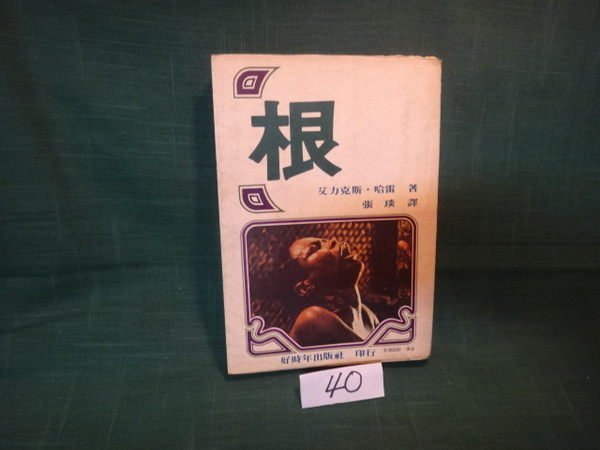 根
艾力克斯・哈雷 著
張琰 譯
好時年出版社 印行
40